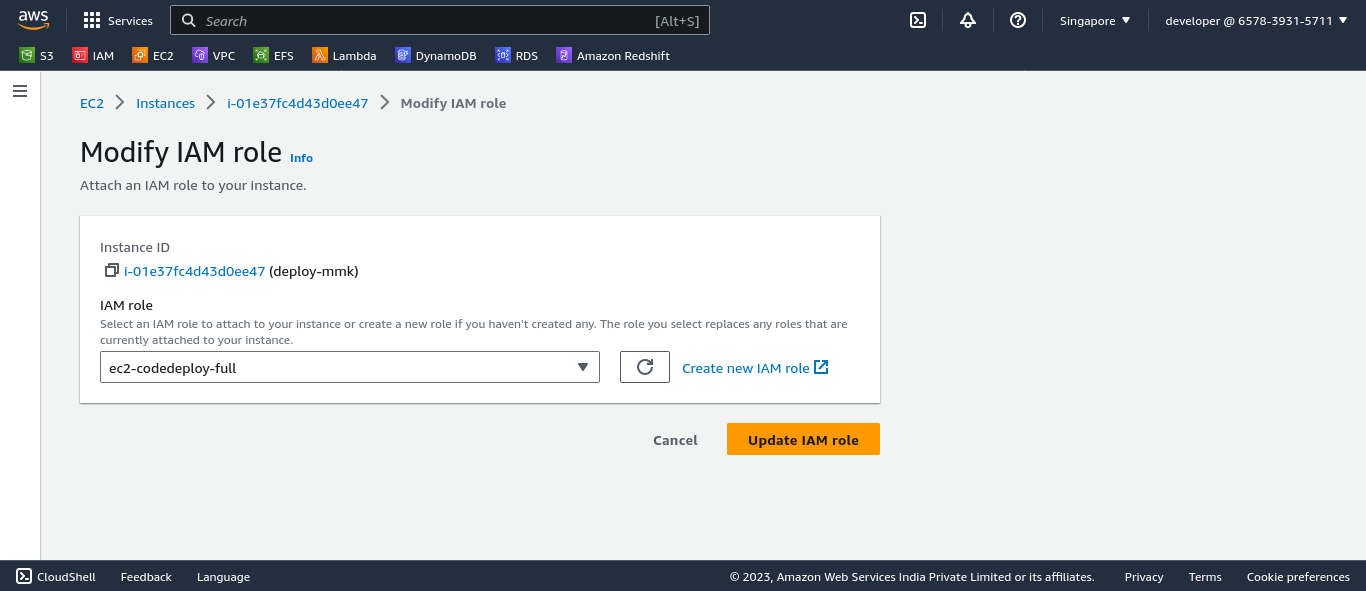 aws
Services
Search
[Alt+S]
Singapore
developer @ 6578-3931-5711
S3
IAM
EC2
VPC
EFS
Lambda
DynamoDB
RDS
Amazon Redshift
EC2
Instances
i-01e37fc4d43d0ee47
Modify IAM role
Modify IAM role Info
Attach an IAM role to your instance.
Instance ID
i-01e37fc4d43d0ee47 (deploy-mmk)
IAM role
Select an IAM role to attach to your instance or create a new role if you haven't created any. The role you select replaces any roles that are
currently attached to your instance.
ec2-codedeploy-full
Create new IAM role
Cancel
Update IAM role
CloudShell
Feedback
Language
© 2023, Amazon Web Services India Private Limited or its affiliates.
Privacy
Terms
Cookie preferences